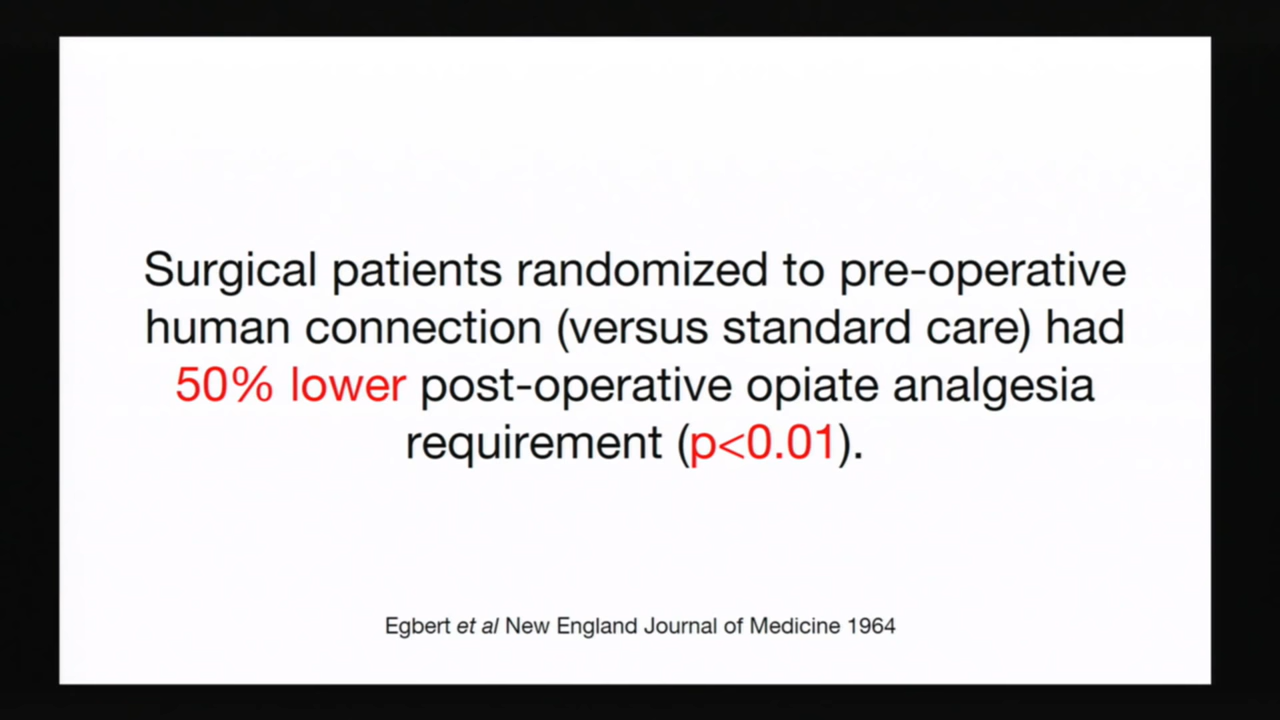 Surgical patients randomized to pre-operative
human connection (versus standard care) had
50% lower post-operative opiate analgesia
requirement (p<0.01).
Egbert et al New England Journal of Medicine 1964